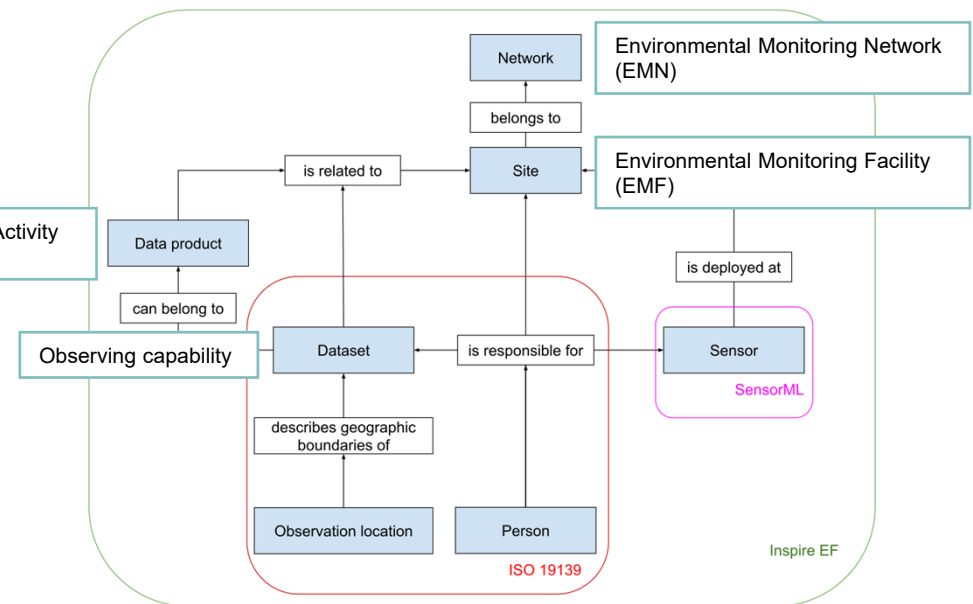 Network
Environmental Monitoring Network
(EMN)
belongs to
is related to
Site
Environmental Monitoring Facility
(EMF)
Activity
Data product
is deployed at
can belong to
Observing capability
Dataset
is responsible for
Sensor
SensorML
describes geographic
boundaries of
Observation location
Person
Inspire EF
ISO 19139